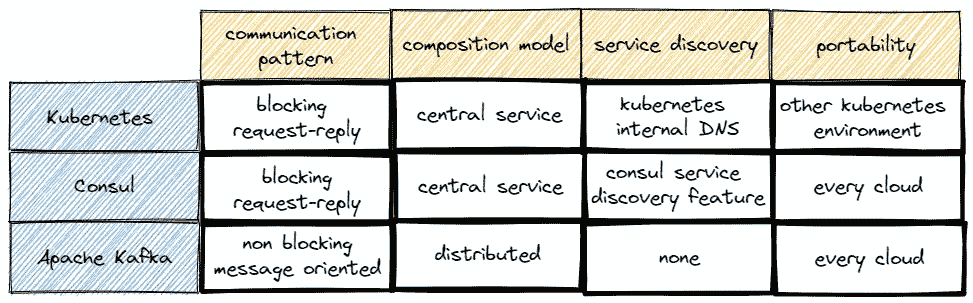 communication
pattern
composition model
service discovery
portability
Kubernetes
blocking
request-reply
central service
kubernetes
internal DNS
other kubernetes
environment
Consul
blocking
request-reply
central service
consul service
discovery feature
every cloud
Apache Kafka
non blocking
message oriented
distributed
none
every cloud